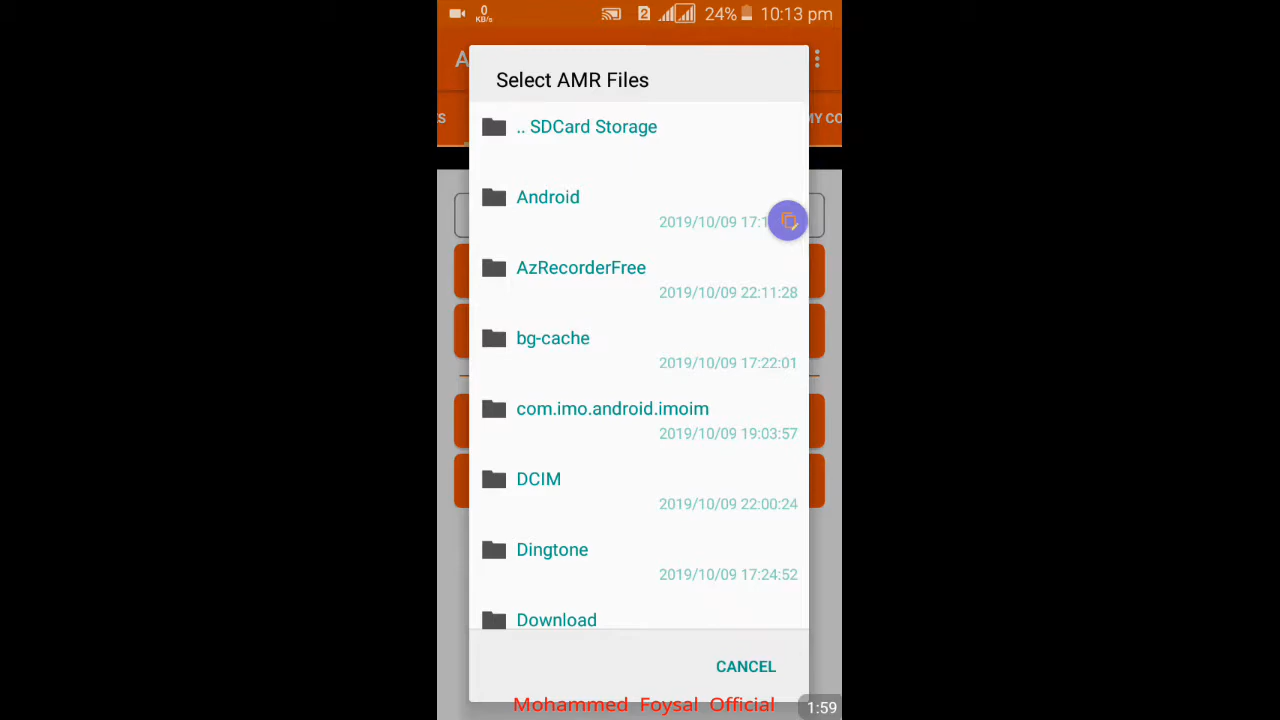 0
KB/s
2
24%
10:13 pm
A
Select AMR Files
S
MY CO
.. SDCard Storage
Android
2019/10/09 17:1
AzRecorderFree
2019/10/09 22:11:28
bg-cache
2019/10/09 17:22:01
com.imo.android.imoim
2019/10/09 19:03:57
DCIM
2019/10/09 22:00:24
Dingtone
2019/10/09 17:24:52
Download
CANCEL
Mohammed Foysal Official
1:59